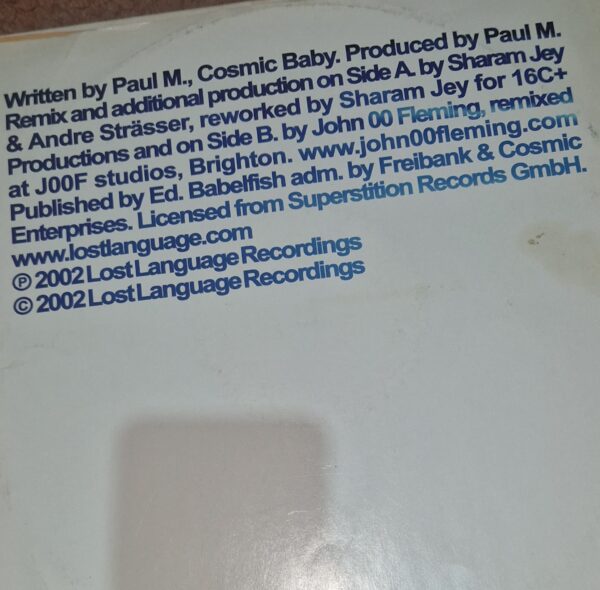 Written by Paul M., Cosmic Baby. Produced by Paul M.
Remix and additional production on Side A. by Sharam Jey
& Andre Strässer, reworked by Sharam Jey for 16C+
Productions and on Side B. by John 00 Fleming, remixed
at J00F studios, Brighton. www.john00fleming.com
Published by Ed. Babelfish adm. by Freibank & Cosmic
Enterprises. Licensed from Superstition Records GmbH.
www.lostlanguage.com
℗ 2002 Lost Language Recordings
© 2002 Lost Language Recordings